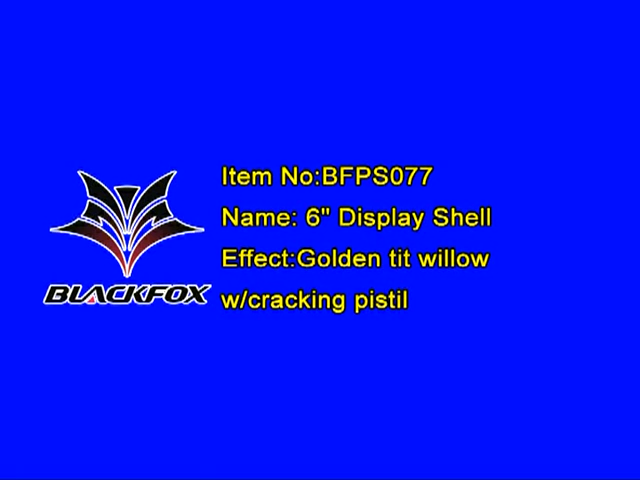 Item No:BFPS077
Name: 6" Display Shell
Effect:Golden tit willow
BLACKFOX
w/cracking pistil